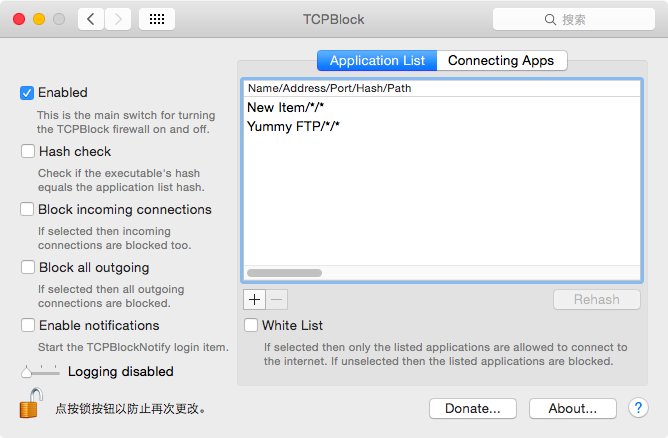 TCPBlock
搜索
Enabled
This is the main switch for turning
the TCPBlock firewall on and off.
Hash check
Check if the executable's hash
equals the application list hash.
Block incoming connections
If selected then incoming
connections are blocked too.
Block all outgoing
If selected then all outgoing
connections are blocked.
Enable notifications
Start the TCPBlockNotify login item.
Logging disabled
Application List
Connecting Apps
Name/Address/Port/Hash/Path
New Item/*/*
Yummy FTP/*/*
+
−
Rehash
White List
If selected then only the listed applications are allowed to connect to
the internet. If unselected then the listed applications are blocked.
点按锁按钮以防止再次更改。
Donate...
About...
?